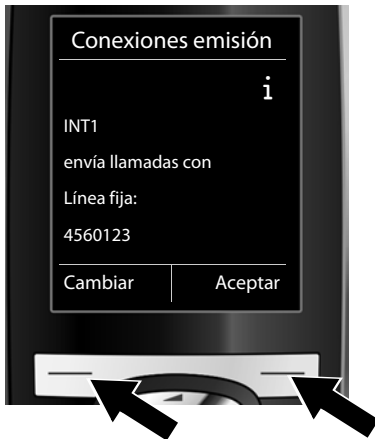 Conexiones emisión
i
INT1
envía llamadas con
Línea fija:
4560123
Cambiar Aceptar